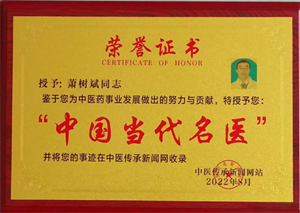 荣誉证书
CERTIFICATE OF HONOR
授予：萧树斌同志
鉴于您为中医药事业发展做出的努力与贡献，特授予您：
“中国当代名医”
并将您的事迹在中医传承新闻网收录
中医传承新闻网站
2022年8月